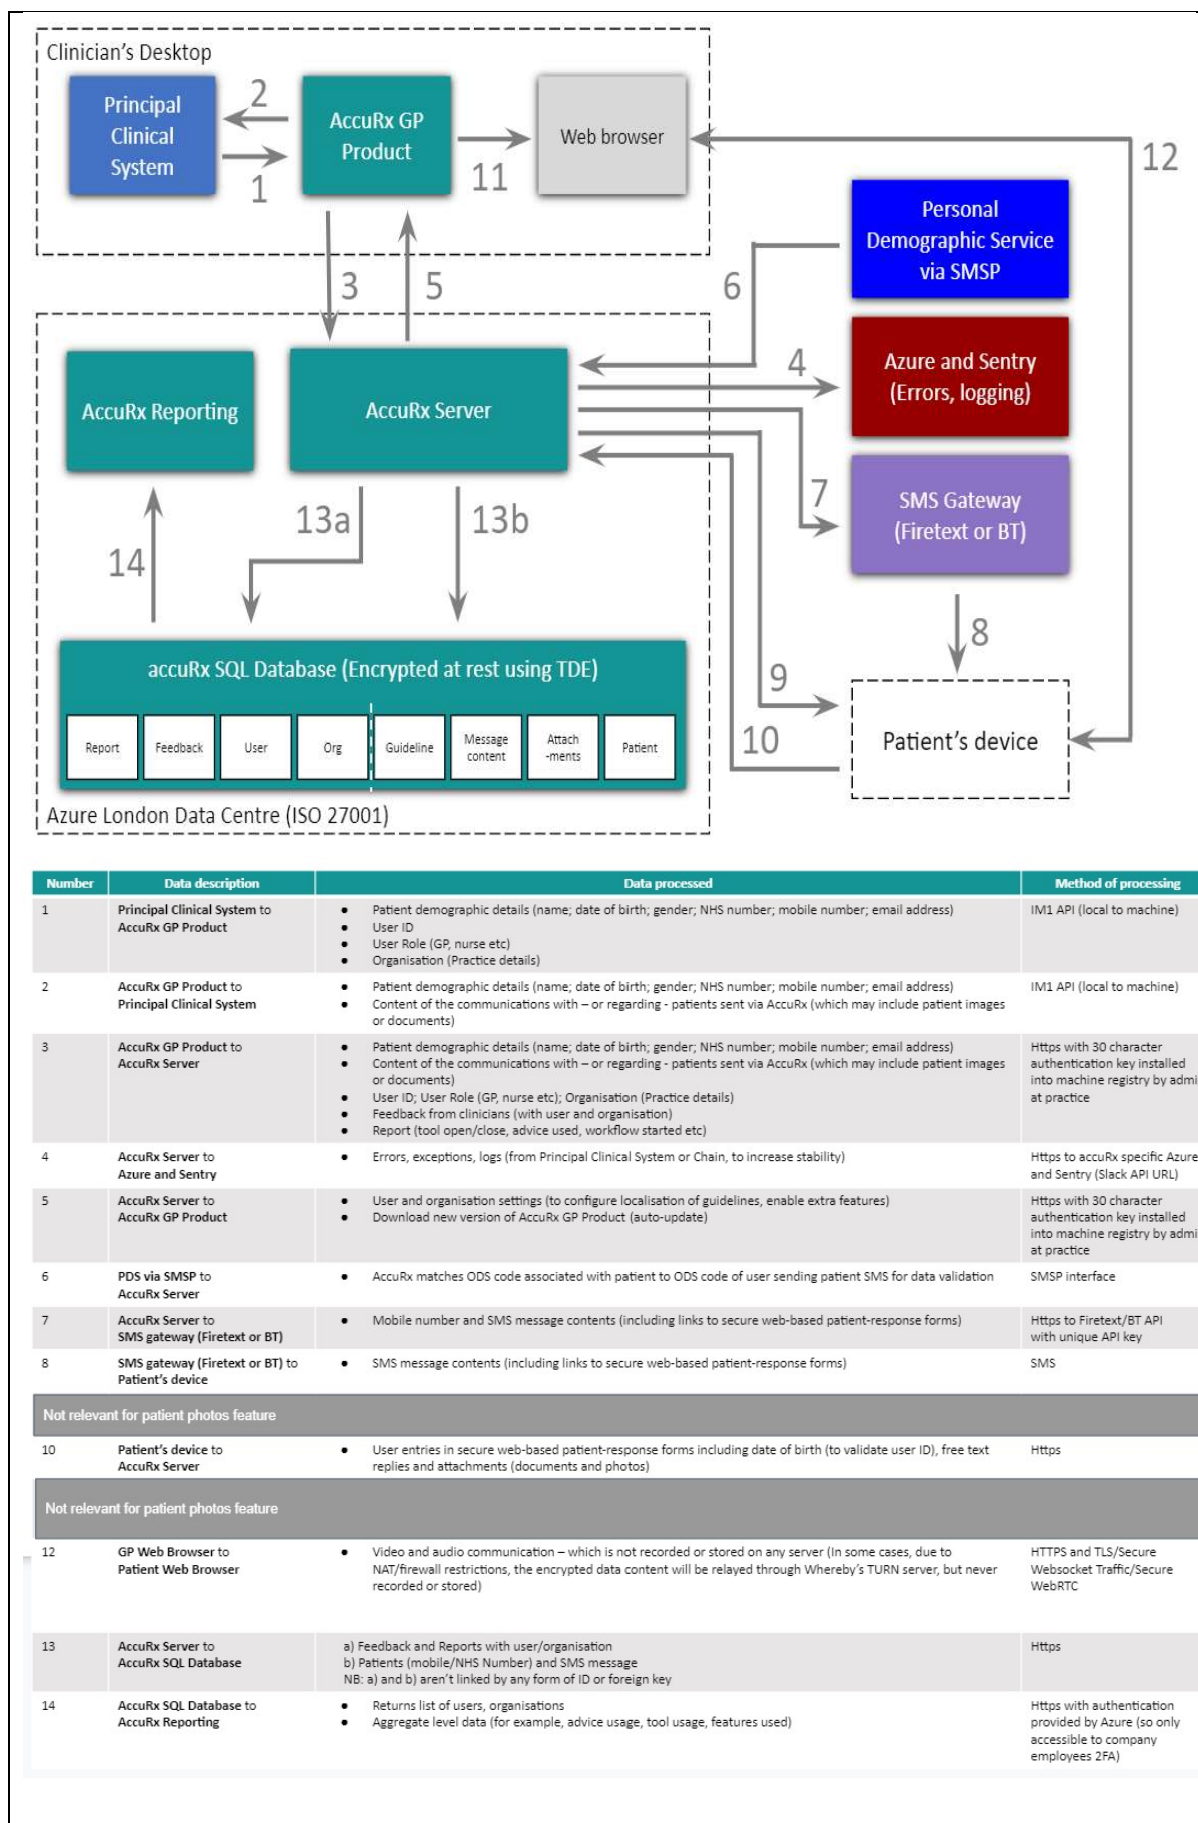 Clinician's Desktop
Principal
Clinical
System
2
1
AccuRx GP
Product
11
Web browser
12
3
5
Personal
Demographic Service
via SMSP
6
AccuRx Reporting
AccuRx Server
4
Azure and Sentry
(Errors, logging)
7
SMS Gateway
(Firetext or BT)
14
13a
13b
8
accuRx SQL Database (Encrypted at rest using TDE)
Report
Feedback
User
Org
Guideline
Message
content
Attach
-ments
Patient
9
10
Patient's device
Azure London Data Centre (ISO 27001)
Number Data description Data processed Method of processing
1 Principal Clinical System to ● Patient demographic details (name; date of birth; gender; NHS number; mobile number; email address) IM1 API (local to machine)
AccuRx GP Product ● User ID
● User Role (GP, nurse etc)
● Organisation (Practice details)
2 AccuRx GP Product to ● Patient demographic details (name; date of birth; gender; NHS number; mobile number; email address) IM1 API (local to machine)
Principal Clinical System ● Content of the communications with – or regarding - patients sent via AccuRx (which may include patient images
or documents)
3 AccuRx GP Product to ● Patient demographic details (name; date of birth; gender; NHS number; mobile number; email address) Https with 30 character
AccuRx Server ● Content of the communications with – or regarding - patients sent via AccuRx (which may include patient images authentication key installed
or documents) into machine registry by admi
● User ID; User Role (GP, nurse etc); Organisation (Practice details) at practice
● Feedback from clinicians (with user and organisation)
● Report (tool open/close, advice used, workflow started etc)
4 AccuRx Server to ● Errors, exceptions, logs (from Principal Clinical System or Chain, to increase stability) Https to accuRx specific Azure
Azure and Sentry and Sentry (Slack API URL)
5 AccuRx Server to ● User and organisation settings (to configure localisation of guidelines, enable extra features) Https with 30 character
AccuRx GP Product ● Download new version of AccuRx GP Product (auto-update) authentication key installed
into machine registry by admi
at practice
6 PDS via SMSP to ● AccuRx matches ODS code associated with patient to ODS code of user sending patient SMS for data validation SMSP interface
AccuRx Server
7 AccuRx Server to ● Mobile number and SMS message contents (including links to secure web-based patient-response forms) Https to Firetext/BT API
SMS gateway (Firetext or BT) with unique API key
8 SMS gateway (Firetext or BT) to ● SMS message contents (including links to secure web-based patient-response forms) SMS
Patient's device
Not relevant for patient photos feature
10 Patient's device to ● User entries in secure web-based patient-response forms including date of birth (to validate user ID), free text Https
AccuRx Server replies and attachments (documents and photos)
Not relevant for patient photos feature
12 GP Web Browser to ● Video and audio communication – which is not recorded or stored on any server (In some cases, due to HTTPS and TLS/Secure
Patient Web Browser NAT/firewall restrictions, the encrypted data content will be relayed through Whereby's TURN server, but never Websocket Traffic/Secure
recorded or stored) WebRTC
13 AccuRx Server to a) Feedback and Reports with user/organisation Https
AccuRx SQL Database b) Patients (mobile/NHS Number) and SMS message
NB: a) and b) aren't linked by any form of ID or foreign key
14 AccuRx SQL Database to ● Returns list of users, organisations Https with authentication
AccuRx Reporting ● Aggregate level data (for example, advice usage, tool usage, features used) provided by Azure (so only
accessible to company
employees 2FA)